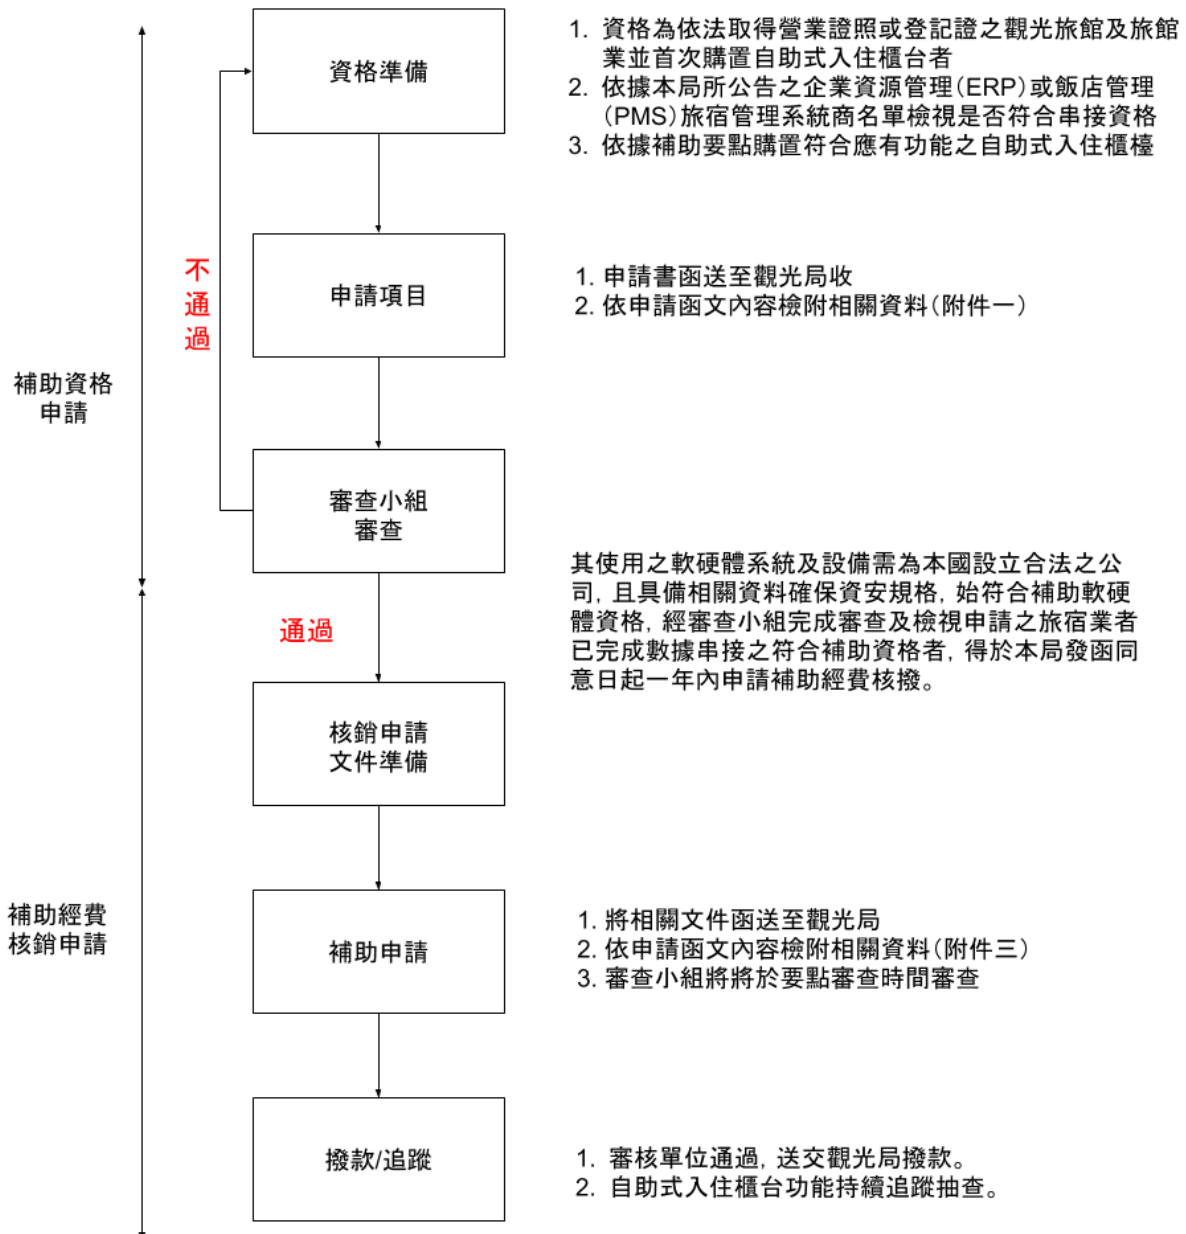 資格準備
1. 資格為依法取得營業證照或登記證之觀光旅館及旅館
業並首次購置自助式入住櫃台者
2. 依據本局所公告之企業資源管理(ERP)或飯店管理
(PMS)旅宿管理系統商名單檢視是否符合串接資格
3. 依據補助要點購置符合應有功能之自助式入住櫃檯
不
通
過
申請項目
1. 申請書函送至觀光局收
2. 依申請函文內容檢附相關資料(附件一)
補助資格
申請
審查小組
審查
通過
其使用之軟硬體系統及設備需為本國設立合法之公
司, 且具備相關資料確保資安規格, 始符合補助軟硬
體資格, 經審查小組完成審查及檢視申請之旅宿業者
已完成數據串接之符合補助資格者, 得於本局發函同
意日起一年內申請補助經費核撥。
核銷申請
文件準備
補助經費
核銷申請
補助申請
1. 將相關文件函送至觀光局
2. 依申請函文內容檢附相關資料(附件三)
3. 審查小組將將於要點審查時間審查
撥款/追蹤
1. 審核單位通過, 送交觀光局撥款。
2. 自助式入住櫃台功能持續追蹤抽查。